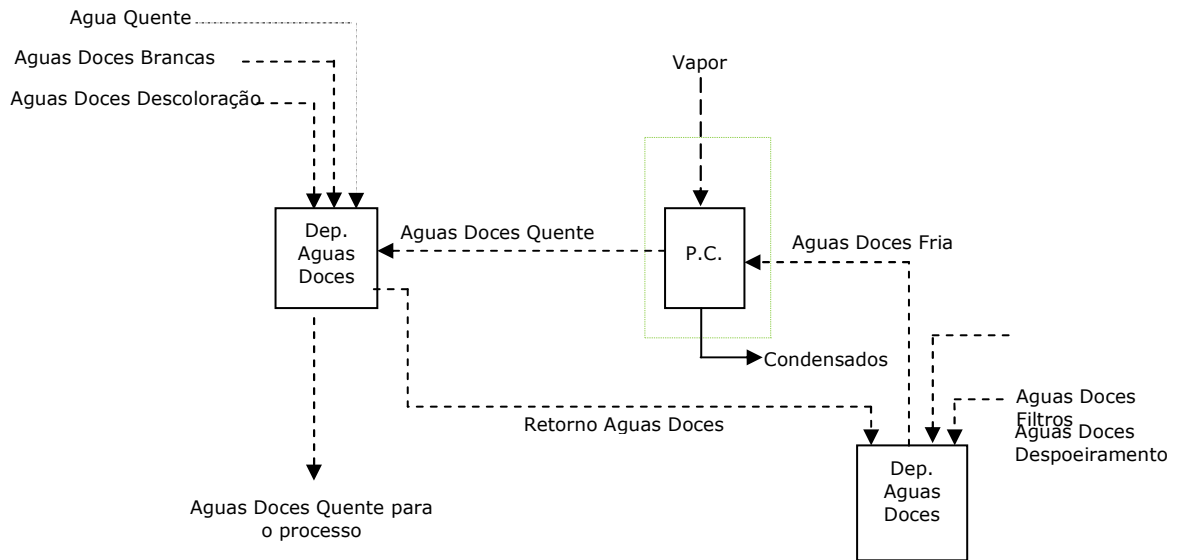 Agua Quente
Aguas Doces Brancas
Aguas Doces Descoloração
Vapor
Dep.
Aguas
Doces
Aguas Doces Quente
P.C.
Aguas Doces Fria
Condensados
Retorno Aguas Doces
Aguas Doces
Filtros
Aguas Doces
Despoeiramento
Dep.
Aguas
Doces
Aguas Doces Quente para
o processo